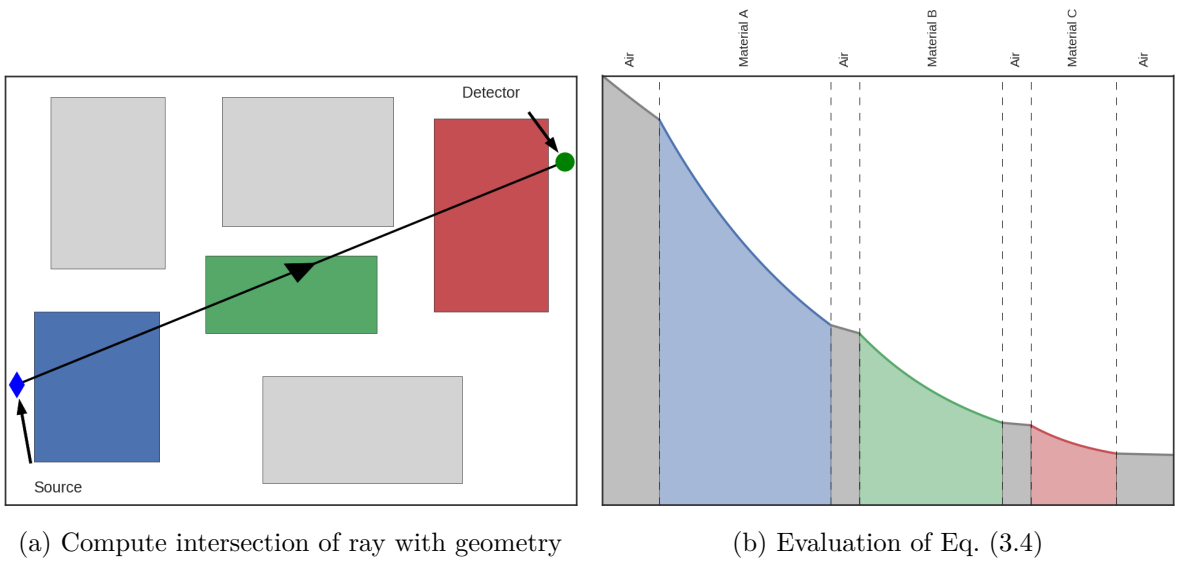 Detector
Source
(a) Compute intersection of ray with geometry
Air
Material A
Air
Material B
Air
Material C
Air
(b) Evaluation of Eq. (3.4)